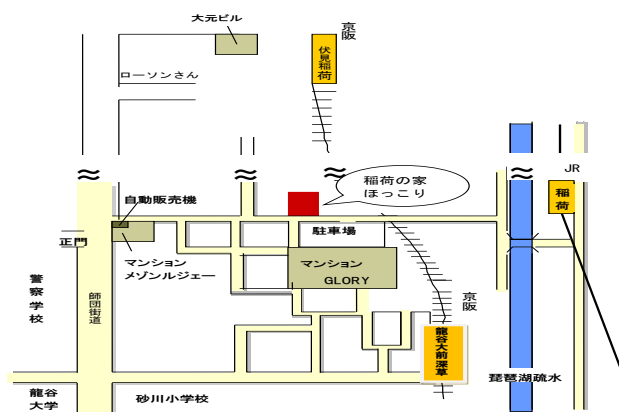 大元ビル
京阪
伏見稲荷
ローソンさん
JR
稲荷
稲荷の家
ほっこり
自動販売機
正門
駐車場
マンション
メゾンルジェー
マンション
GLORY
警察学校
師団街道
京阪
龍谷大前深草
琵琶湖疏水
龍谷
大学
砂川小学校